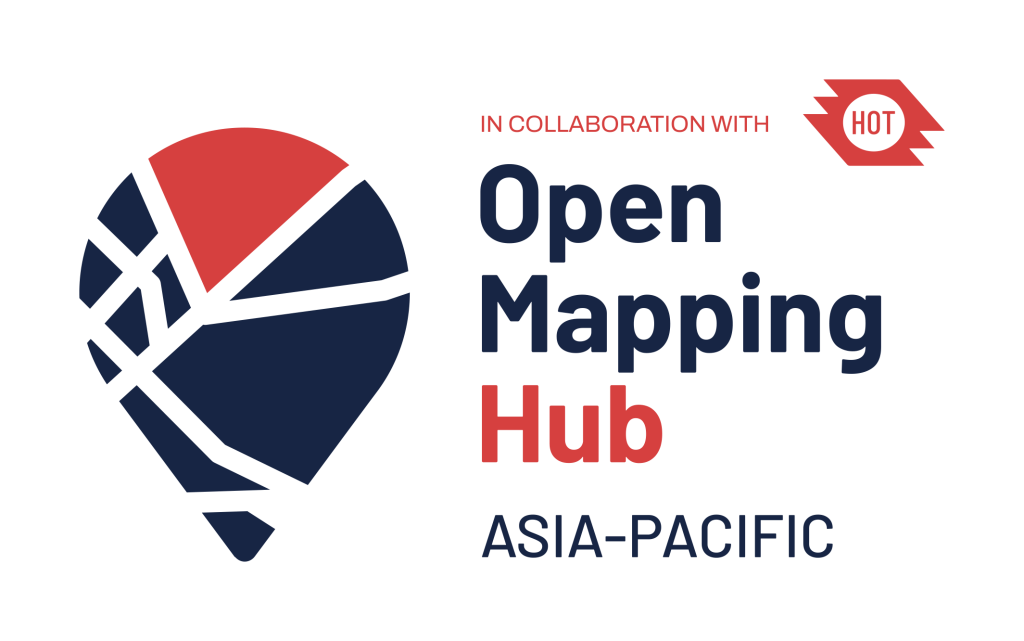 IN COLLABORATION WITH
HOT
Open
Mapping
Hub
ASIA-PACIFIC